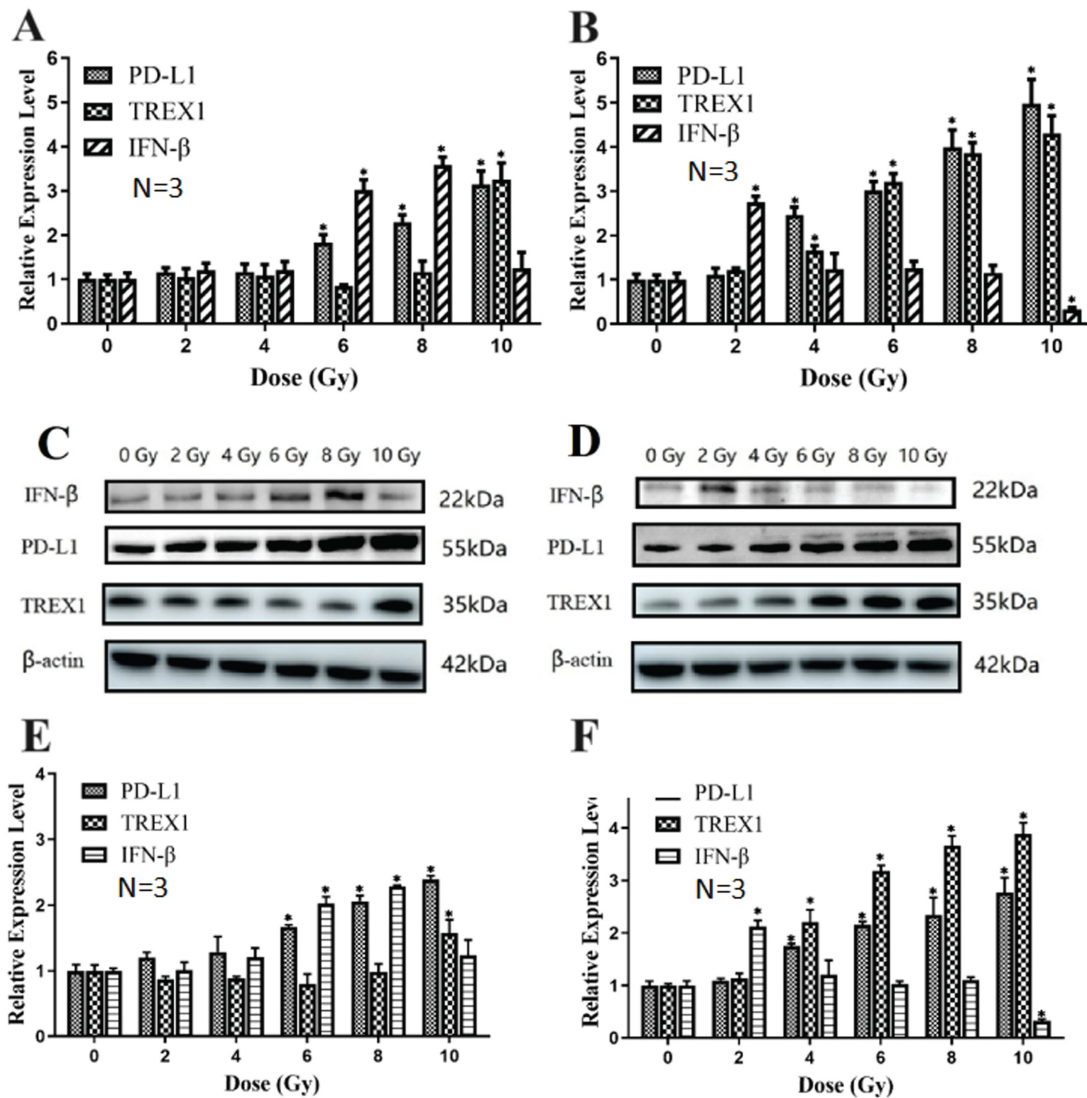 A
Relative Expression Level
6
5
4
3
2
1
0
PD-L1
TREX1
IFN-β
N=3
* * * * * *
0 2 4 6 8 10
Dose (Gy)
B
Relative Expression Level
6
5
4
3
2
1
0
PD-L1
TREX1
IFN-β
N=3
* * * * * * * * * *
0 2 4 6 8 10
Dose (Gy)
C
0 Gy 2 Gy 4 Gy 6 Gy 8 Gy 10 Gy
IFN-β 22kDa
PD-L1 55kDa
TREX1 35kDa
β-actin 42kDa
D
0 Gy 2 Gy 4 Gy 6 Gy 8 Gy 10 Gy
IFN-β 22kDa
PD-L1 55kDa
TREX1 35kDa
β-actin 42kDa
E
Relative Expression Level
4
3
2
1
0
PD-L1
TREX1
IFN-β
N=3
* * * * * *
0 2 4 6 8 10
Dose (Gy)
F
Relative Expression Level
4
3
2
1
0
PD-L1
TREX1
IFN-β
N=3
* * * * * * * * * *
0 2 4 6 8 10
Dose (Gy)